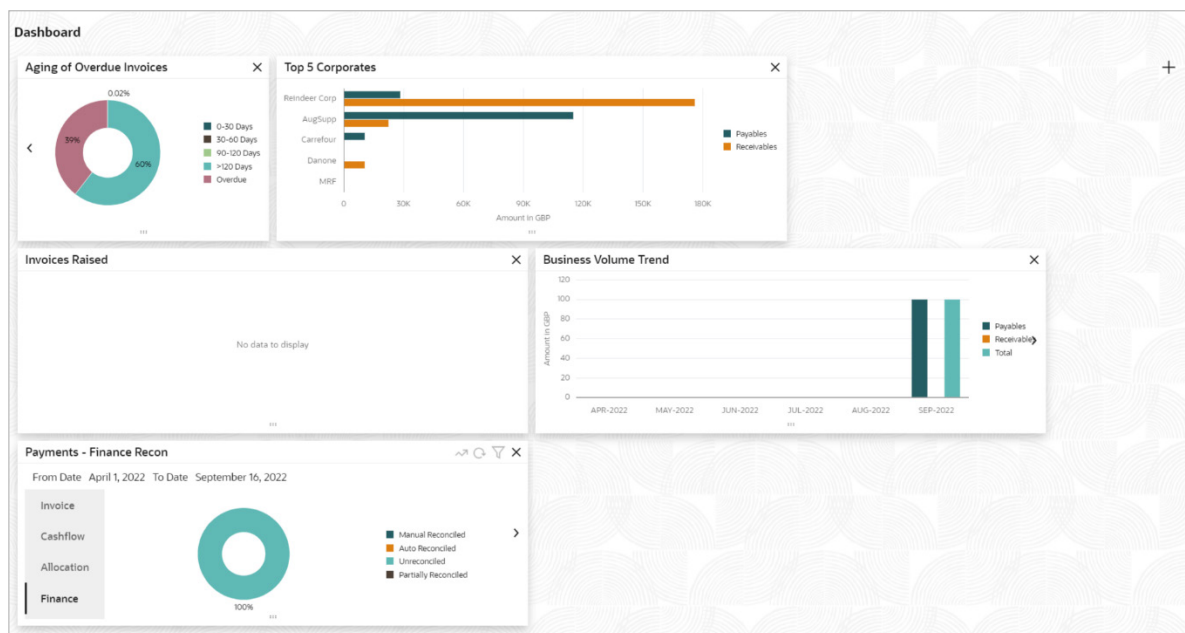 Dashboard
Aging of Overdue Invoices
0.02%
39%
60%
0-30 Days
30-60 Days
90-120 Days
>120 Days
Overdue
Top 5 Corporates
Reindeer Corp
AugSupp
Carrefour
Danone
MRF
0 30K 60K 90K 120K 150K 180K
Amount in GBP
Payables
Receivables
Invoices Raised
No data to display
Business Volume Trend
Amount in GBP
120
100
80
60
40
20
0
APR-2022 MAY-2022 JUN-2022 JUL-2022 AUG-2022 SEP-2022
Payables
Receivables
Total
Payments - Finance Recon
From Date April 1, 2022 To Date September 16, 2022
Invoice
Cashflow
Allocation
Finance
100%
Manual Reconciled
Auto Reconciled
Unreconciled
Partially Reconciled